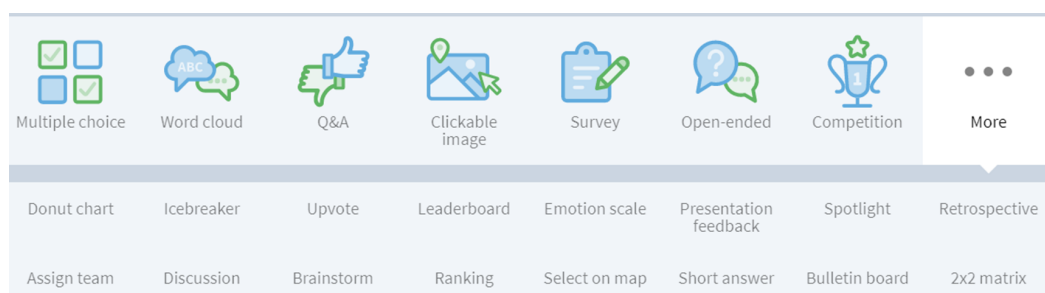 ABC
?
1
Multiple choice
Word cloud
Q&A
Clickable
image
Survey
Open-ended
Competition
More
Donut chart
Icebreaker
Upvote
Leaderboard
Emotion scale
Presentation
feedback
Spotlight
Retrospective
Assign team
Discussion
Brainstorm
Ranking
Select on map
Short answer
Bulletin board
2x2 matrix